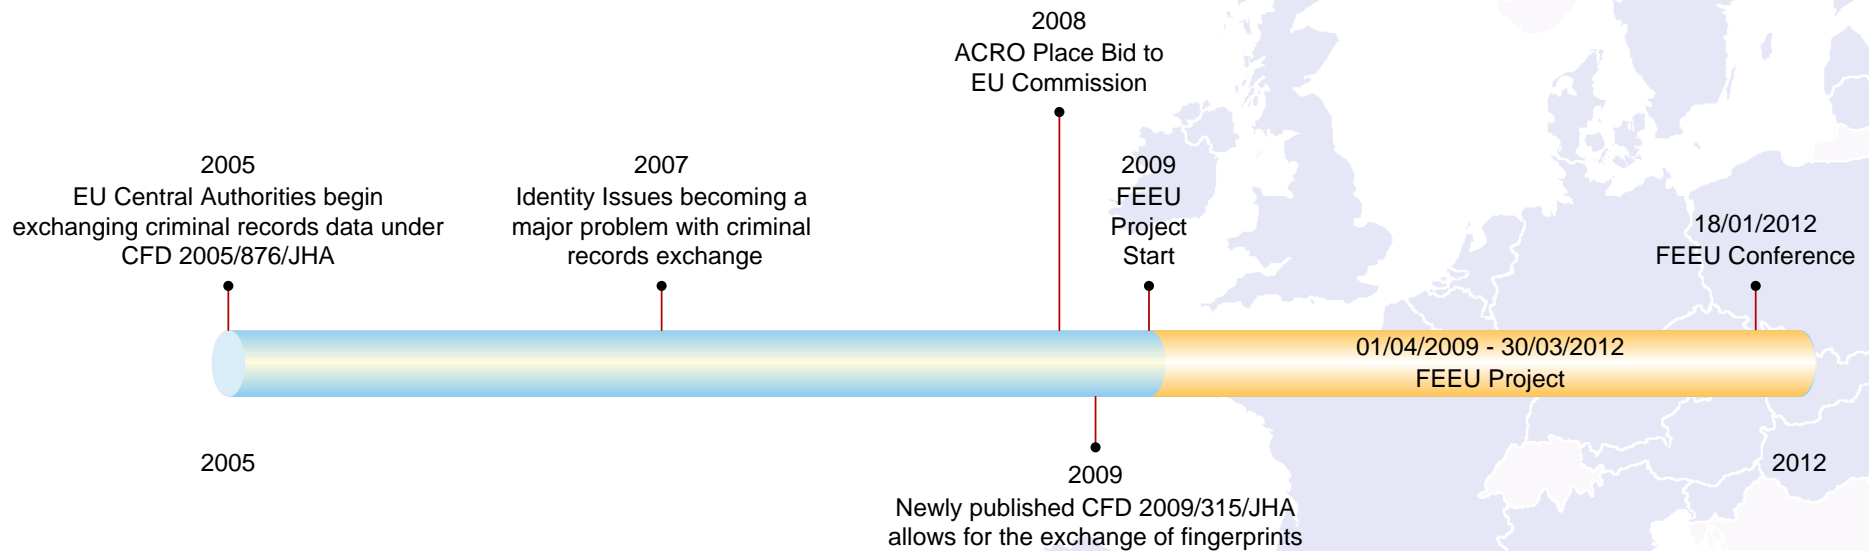 2005
EU Central Authorities begin
exchanging criminal records data under
CFD 2005/876/JHA
2007
Identity Issues becoming a
major problem with criminal
records exchange
2008
ACRO Place Bid to
EU Commission
2009
FEEU
Project
Start
18/01/2012
FEEU Conference
01/04/2009 - 30/03/2012
FEEU Project
2005
2009
Newly published CFD 2009/315/JHA
allows for the exchange of fingerprints
2012